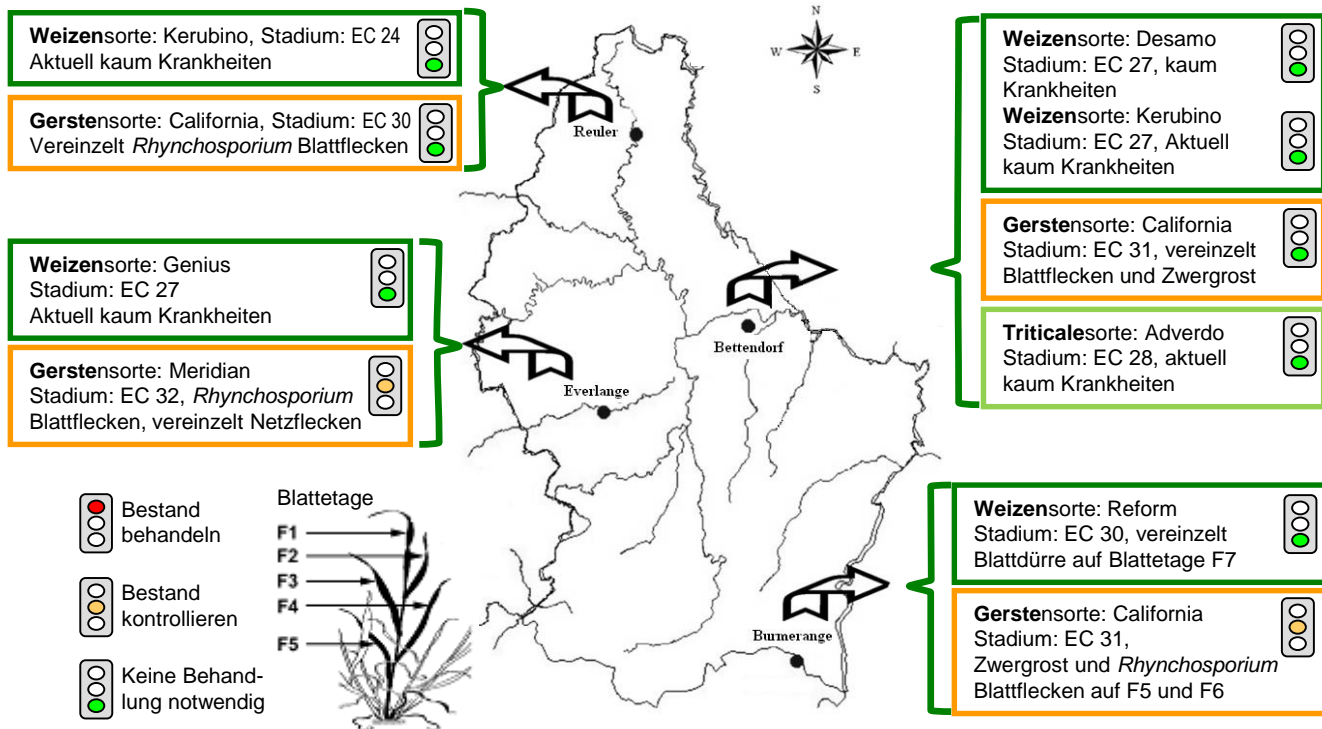 Weizensorte: Kerubino, Stadium: EC 24
Aktuell kaum Krankheiten
Gerstensorte: California, Stadium: EC 30
Vereinzelt Rhynchosporium Blattflecken
Weizensorte: Genius
Stadium: EC 27
Aktuell kaum Krankheiten
Gerstensorte: Meridian
Stadium: EC 32, Rhynchosporium
Blattflecken, vereinzelt Netzflecken
N
W
E
S
Reuler
Bettendorf
Everlange
Burmerange
Weizensorte: Desamo
Stadium: EC 27, kaum
Krankheiten
Weizensorte: Kerubino
Stadium: EC 27, Aktuell
kaum Krankheiten
Gerstensorte: California
Stadium: EC 31, vereinzelt
Blattflecken und Zwergrost
Triticalesorte: Adverdo
Stadium: EC 28, aktuell
kaum Krankheiten
Weizensorte: Reform
Stadium: EC 30, vereinzelt
Blattdürre auf Blattetage F7
Gerstensorte: California
Stadium: EC 31,
Zwergrost und Rhynchosporium
Blattflecken auf F5 und F6
Bestand
behandeln
Bestand
kontrollieren
Keine Behand-
lung notwendig
Blattetage
F1
F2
F3
F4
F5